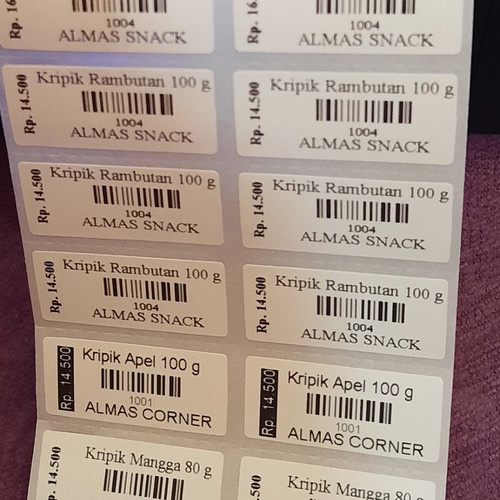 Rp. 16.
1004
ALMAS SNACK
Rp. 16.
1004
ALMAS SNACK
Rp. 14.500
Kripik Rambutan 100 g
1004
ALMAS SNACK
Rp. 14.500
Kripik Rambutan 100 g
1004
ALMAS SNACK
Rp. 14.500
Kripik Rambutan 100 g
1004
ALMAS SNACK
Rp. 14.500
Kripik Rambutan 100 g
1004
ALMAS SNACK
Rp. 14.500
Kripik Rambutan 100 g
1004
ALMAS SNACK
Rp. 14.500
Kripik Rambutan 100 g
1004
ALMAS SNACK
Rp. 14.500
Kripik Apel 100 g
1001
ALMAS CORNER
Rp. 14.500
Kripik Apel 100 g
1001
ALMAS CORNER
14.500
Kripik Mangga 80 g
.500
Kripik Mangga 80 g